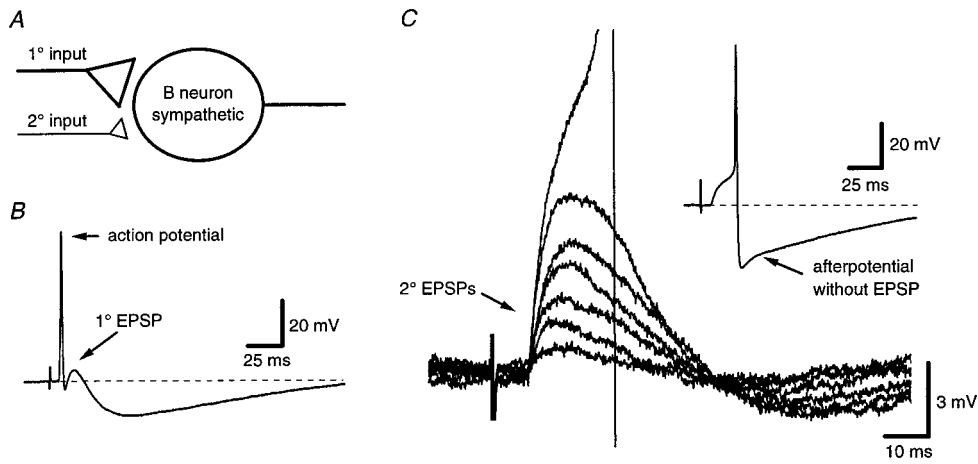 A
1° input
2° input
B neuron
sympathetic
B
action potential
1° EPSP
20 mV
25 ms
C
2° EPSPs
20 mV
25 ms
afterpotential
without EPSP
3 mV
10 ms